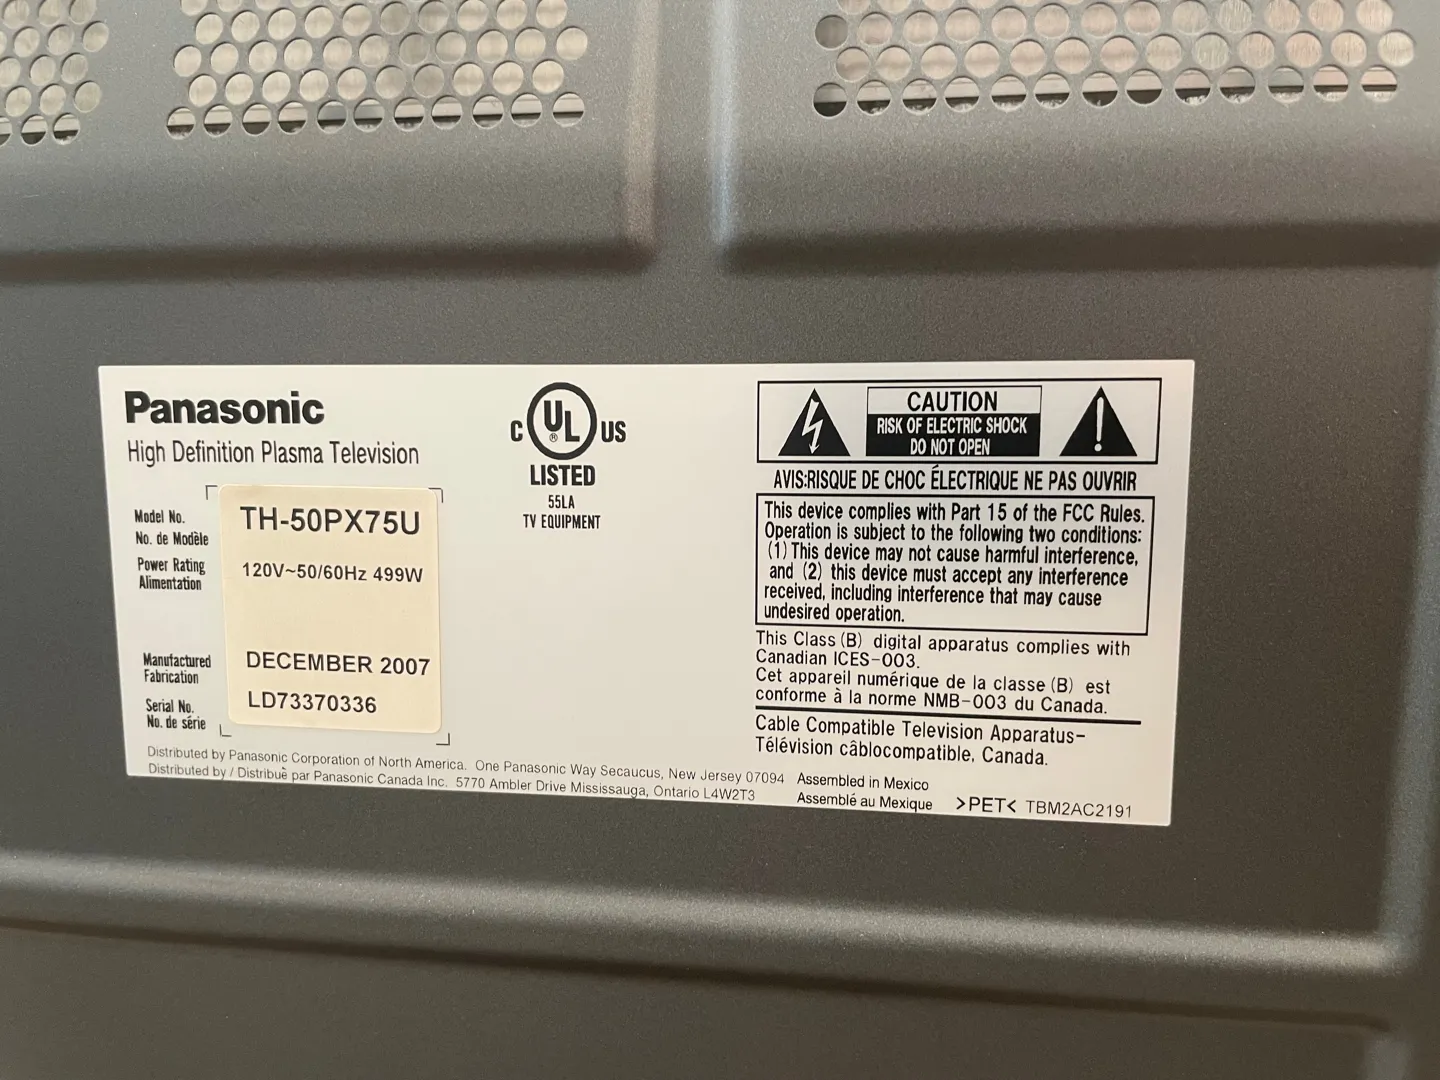 Panasonic
High Definition Plasma Television
Model No.
No. de Modèle
TH-50PX75U
Power Rating
Alimentation
120V~50/60Hz 499W
Manufactured
Fabrication
DECEMBER 2007
Serial No.
No. de série
LD73370336
C UL ® US
LISTED
55LA
TV EQUIPMENT
CAUTION
RISK OF ELECTRIC SHOCK
DO NOT OPEN
AVIS:RISQUE DE CHOC ÉLECTRIQUE NE PAS OUVRIR
This device complies with Part 15 of the FCC Rules.
Operation is subject to the following two conditions:
(1) This device may not cause harmful interference,
and (2) this device must accept any interference
received, including interference that may cause
undesired operation.
This Class (B) digital apparatus complies with
Canadian ICES-003.
Cet appareil numérique de la classe (B) est
conforme à la norme NMB-003 du Canada.
Cable Compatible Television Apparatus-
Télévision câblocompatible, Canada.
Distributed by Panasonic Corporation of North America. One Panasonic Way Secaucus, New Jersey 07094
Distributed by / Distribuè par Panasonic Canada Inc. 5770 Ambler Drive Mississauga, Ontario L4W2T3
Assembled in Mexico
Assemblé au Mexique
>PET< TBM2AC2191